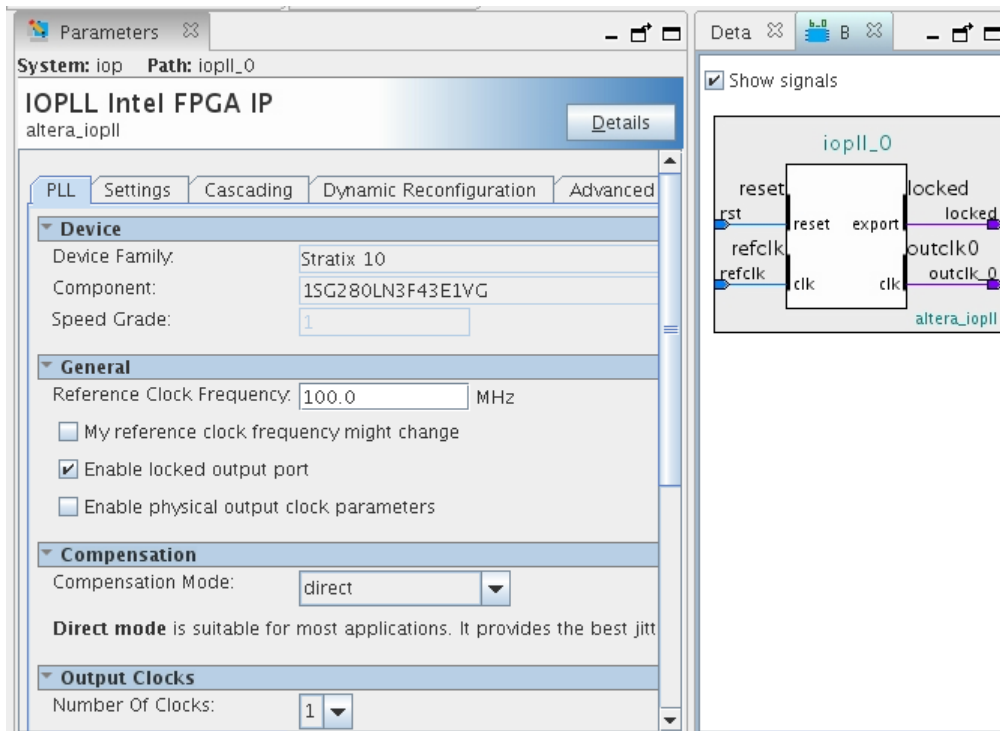 Parameters
System: iop Path: iopll_0
IOPLL Intel FPGA IP
altera_iopll
Details
PLL Settings Cascading Dynamic Reconfiguration Advanced
Device
Device Family: Stratix 10
Component: 1SG280LN3F43E1VG
Speed Grade: 1
General
Reference Clock Frequency: 100.0 MHz
My reference clock frequency might change
Enable locked output port
Enable physical output clock parameters
Compensation
Compensation Mode: direct
Direct mode is suitable for most applications. It provides the best jitt
Output Clocks
Number Of Clocks: 1
Deta B
Show signals
iopll_0
reset locked
rst locked
reset export
refclk outclk0
refclk outclk_0
clk clk
altera_iopll